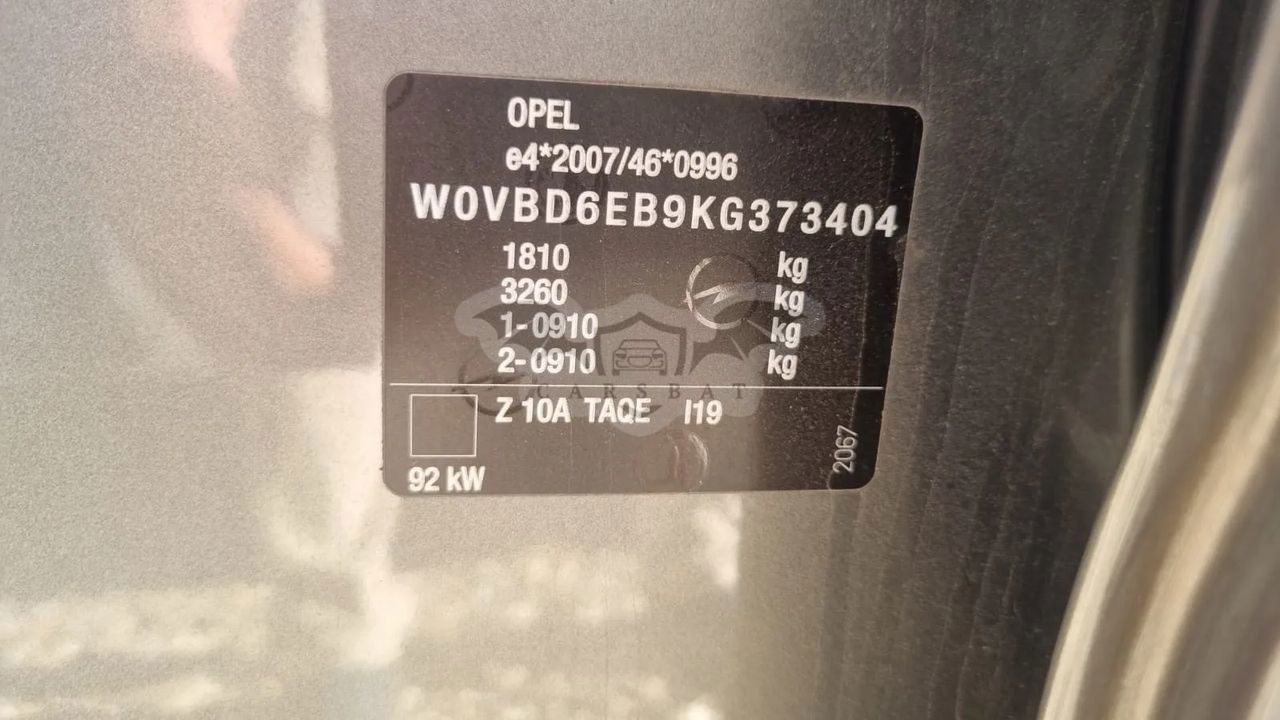 OPEL
e4*2007/46*0996
W0VBD6EB9KG373404
1810 kg
3260 kg
1-0910 kg
2-0910 kg
CARSBAT
Z 10A TAQE I19
92 kW
2067